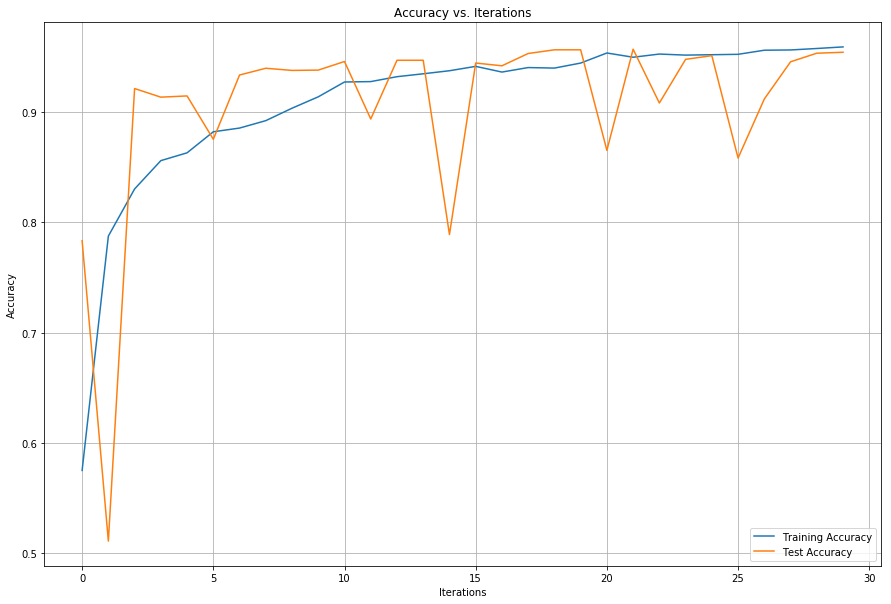 Accuracy vs. Iterations
Accuracy
0.9
0.8
0.7
0.6
0.5
0 5 10 15 20 25 30
Iterations
Training Accuracy
Test Accuracy